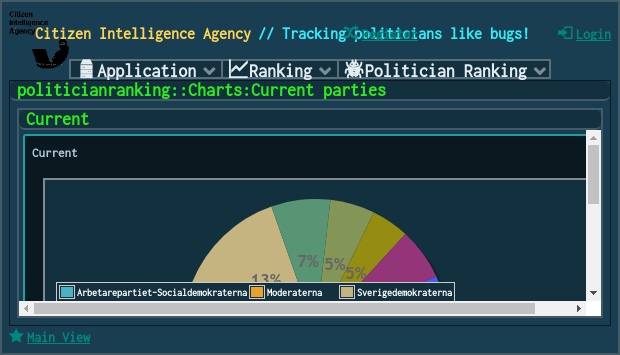 Citizen
Intelligence
Agency
Citizen Intelligence Agency // Tracking politicians like bugs!
Login
Application
Ranking
Politician Ranking
politicianranking::Charts:Current parties
Current
Current
7%
5%
5%
13%
Arbetarepartiet-Socialdemokraterna
Moderaterna
Sverigedemokraterna
Main View